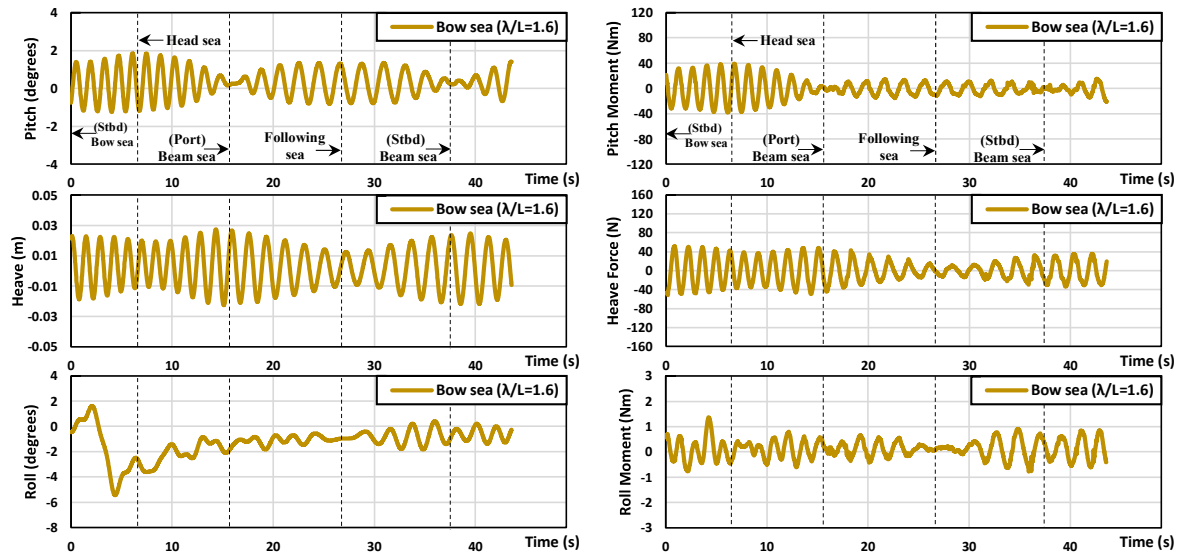 4
2
0
-2
-4
Pitch (degrees)
Bow sea (λ/L=1.6)
Head sea
(Stbd)
Bow sea
(Port)
Beam sea
Following
sea
(Stbd)
Beam sea
0
10
20
30
40
Time (s)
120
80
40
0
-40
-80
-120
Pitch Moment (Nm)
Bow sea (λ/L=1.6)
Head sea
(Stbd)
Bow sea
(Port)
Beam sea
Following
sea
(Stbd)
Beam sea
0
10
20
30
40
Time (s)
0.05
0.03
0.01
-0.01
-0.03
-0.05
Heave (m)
Bow sea (λ/L=1.6)
0
10
20
30
40
Time (s)
160
120
80
40
0
-40
-80
-120
-160
Heave Force (N)
Bow sea (λ/L=1.6)
0
10
20
30
40
Time (s)
4
2
0
-2
-4
-6
-8
Roll (degrees)
Bow sea (λ/L=1.6)
0
10
20
30
40
Time (s)
3
2
1
0
-1
-2
-3
Roll Moment (Nm)
Bow sea (λ/L=1.6)
0
10
20
30
40
Time (s)